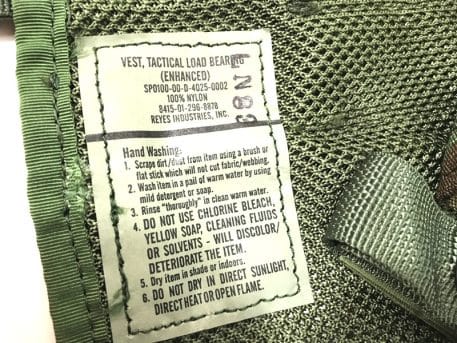 VEST, TACTICAL LOAD BEARING
(ENHANCED)
SPO100-00-D-4025-0002
100% NYLON
8415-01-296-8878
REYES INDUSTRIES, INC.
Hand Washing:
1. Scrape dirt/dust from item using a brush or
flat stick which will not cut fabric/webbing.
2. Wash item in a pail of warm water by using
mild detergent or soap.
3. Rinse "thoroughly" in clean warm water.
4. DO NOT USE CHLORINE BLEACH,
YELLOW SOAP, CLEANING FLUIDS
OR SOLVENTS - WILL DISCOLOR/
DETERIORATE THE ITEM.
5. Dry item in shade or indoors.
6. DO NOT DRY IN DIRECT SUNLIGHT,
DIRECT HEAT OR OPEN FLAME.